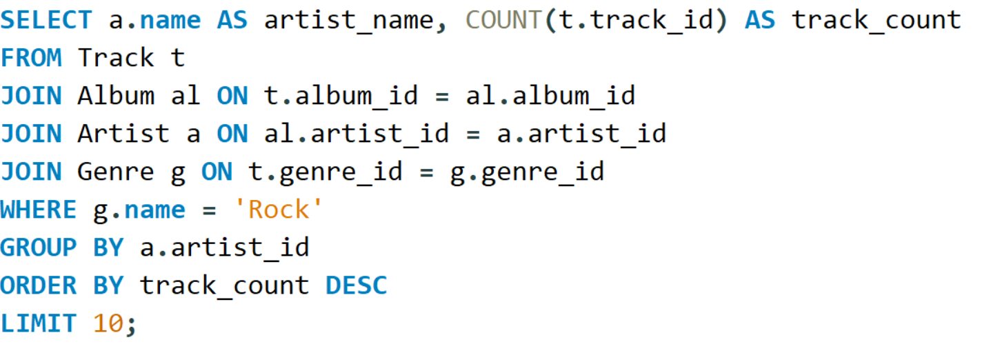 SELECT a.name AS artist_name, COUNT(t.track_id) AS track_count
FROM Track t
JOIN Album al ON t.album_id = al.album_id
JOIN Artist a ON al.artist_id = a.artist_id
JOIN Genre g ON t.genre_id = g.genre_id
WHERE g.name = 'Rock'
GROUP BY a.artist_id
ORDER BY track_count DESC
LIMIT 10;